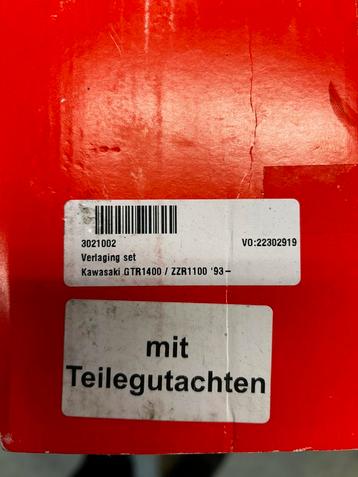 3021002 VO:22302919
Verlaging set
Kawasaki GTR1400 / ZZR1100 '93-
mit
Teilegutachten